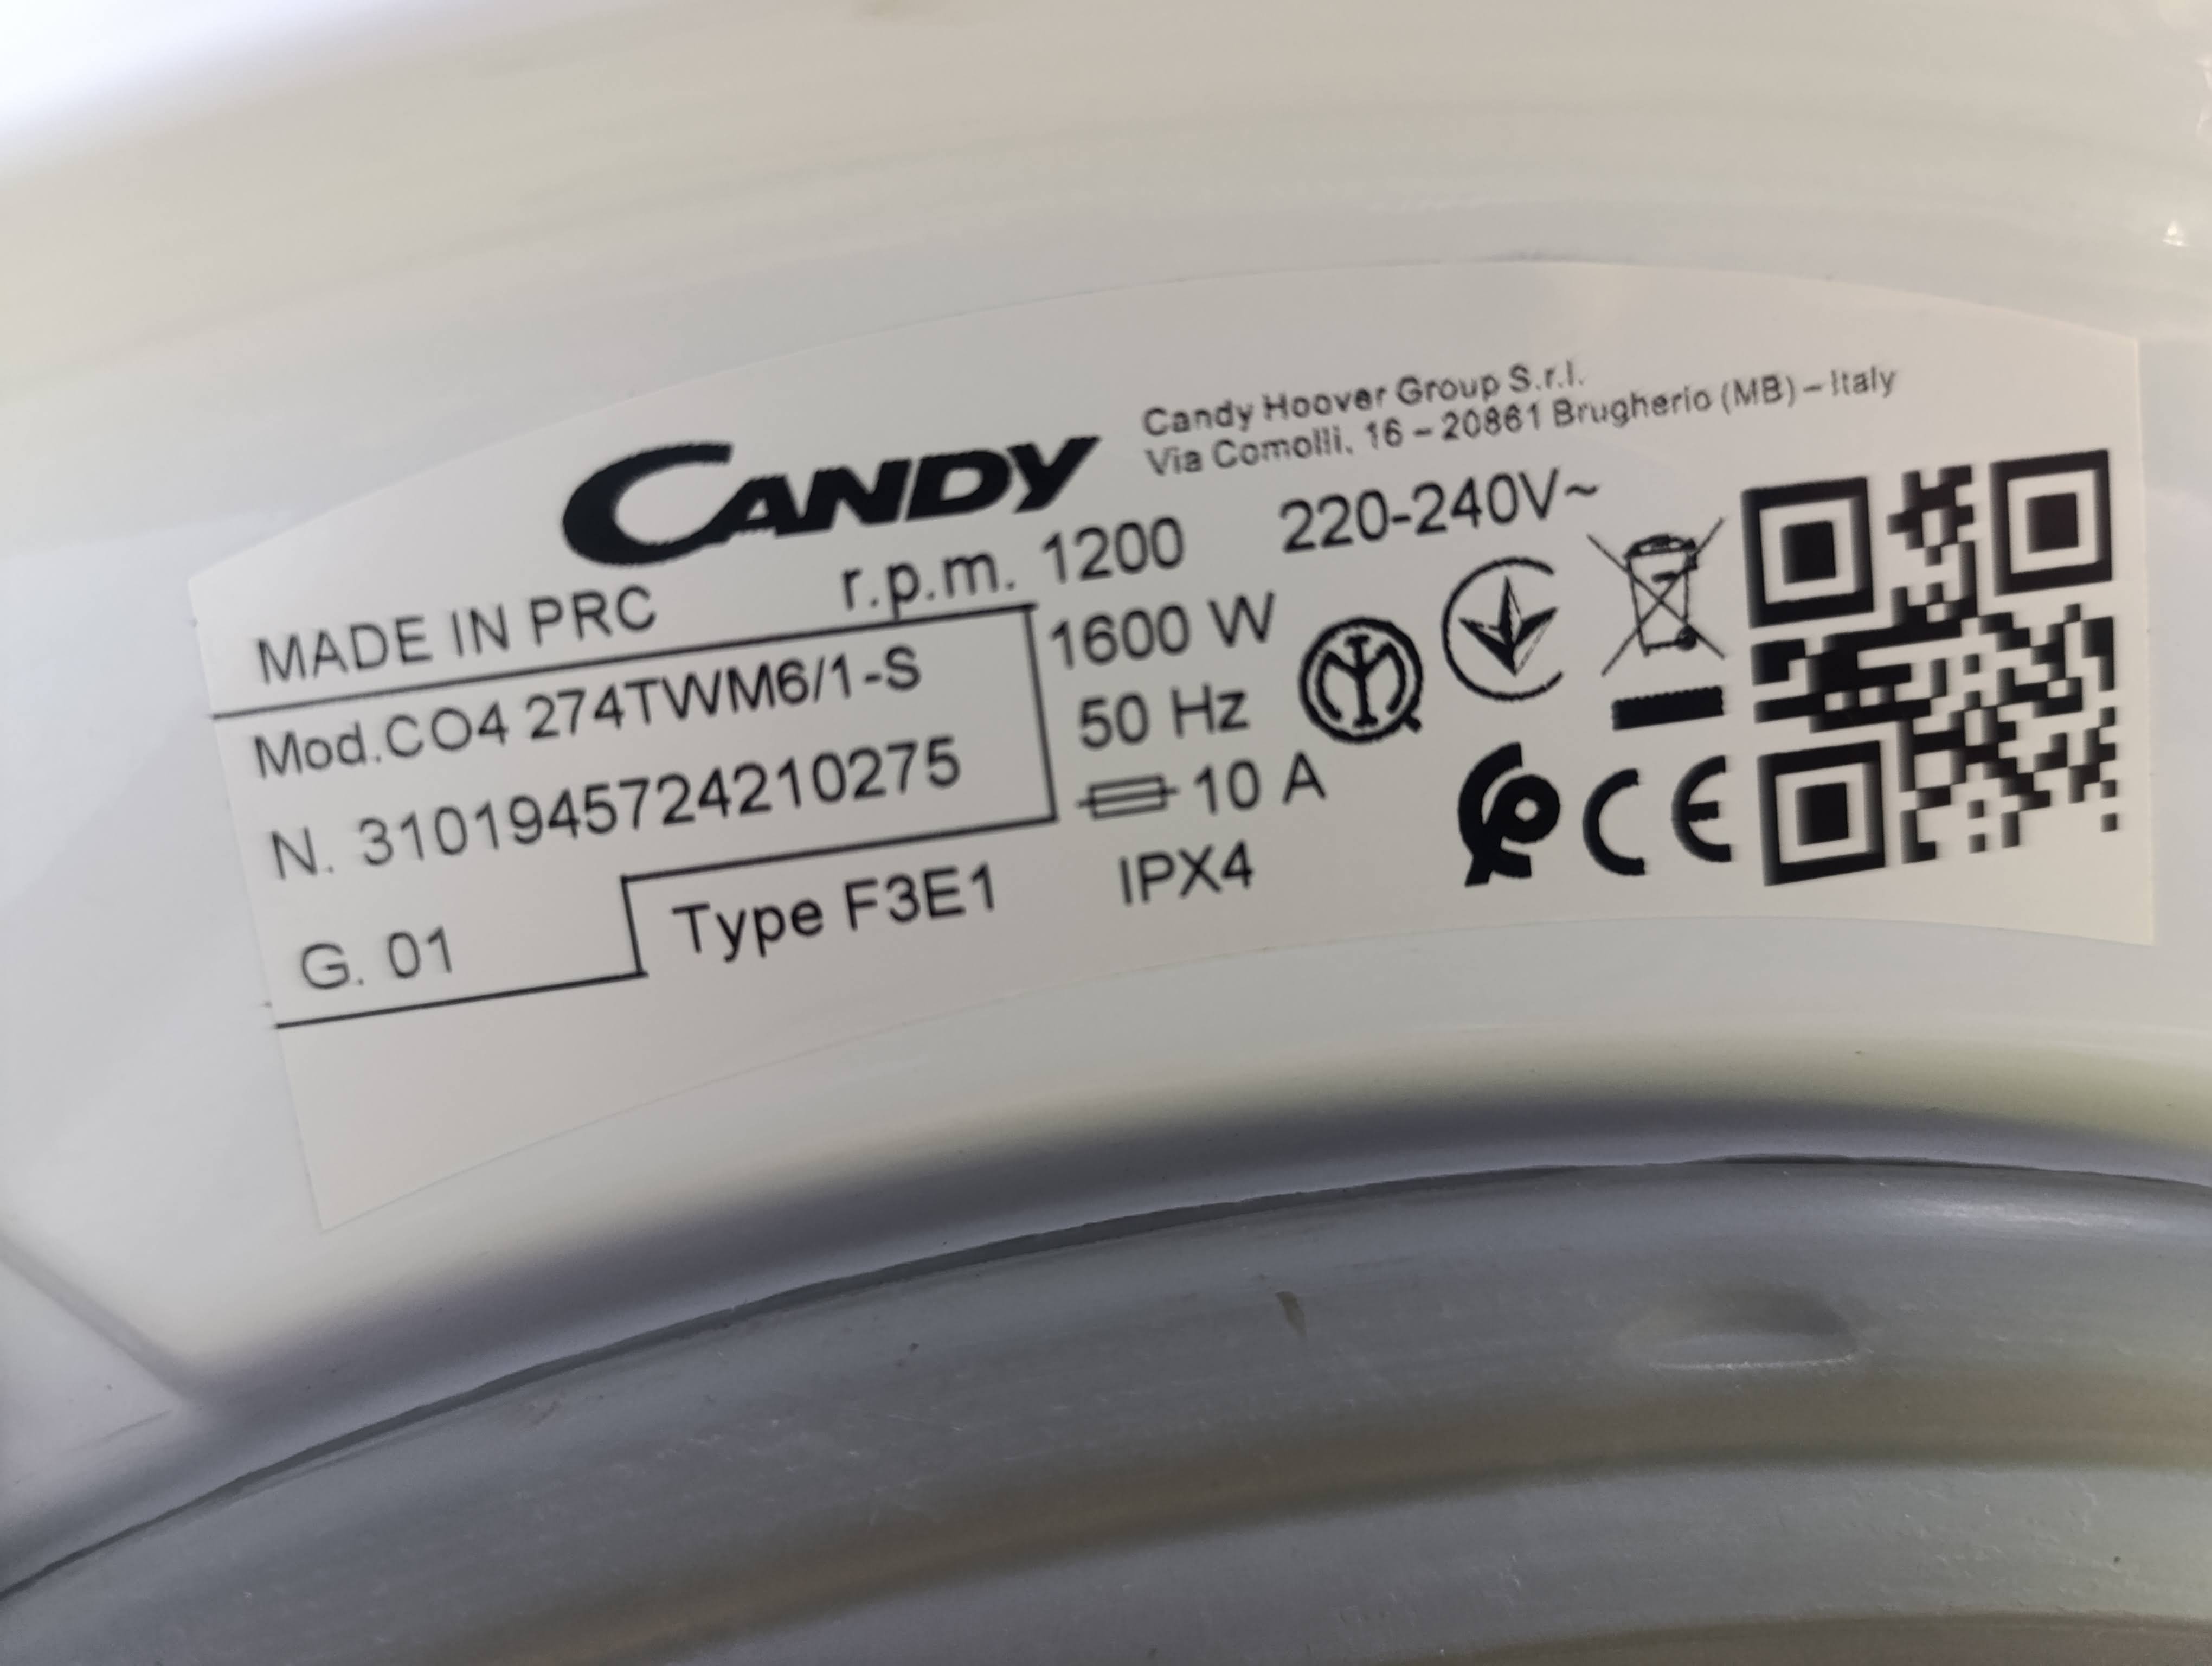 CANDY
Candy Hoover Group S.r.l.
Via Comolli, 16 – 20861 Brugherio (MB) – Italy
MADE IN PRC
r.p.m. 1200
220-240V~
Mod.CO4 274TWM6/1-S
1600 W
N. 3101945724210275
50 Hz
10 A
G. 01
Type F3E1
IPX4
CE